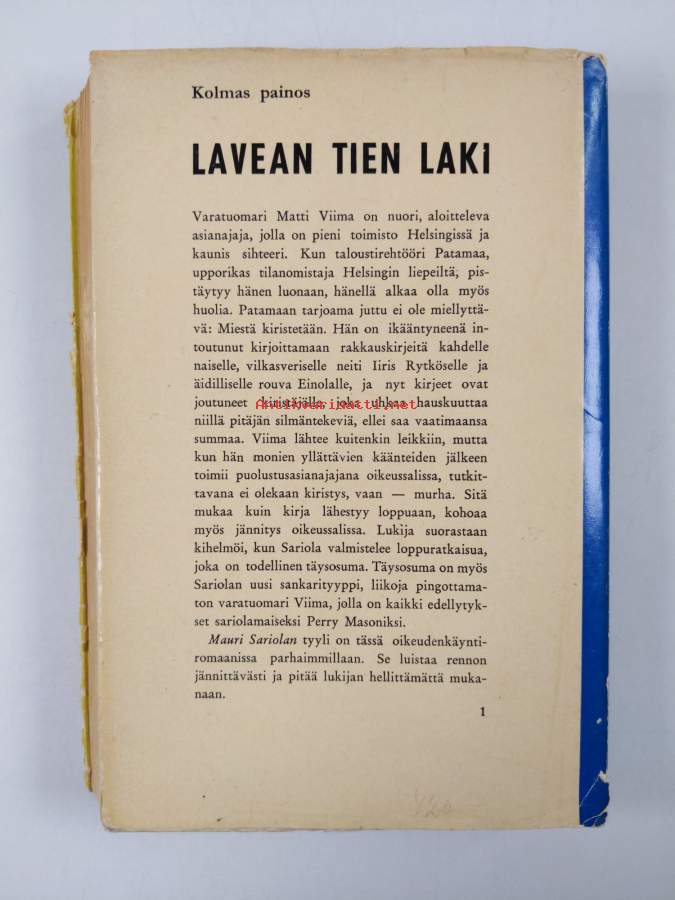 Kolmas painos
LAVEAN TIEN LAKI
Varatuomari Matti Viima on nuori, aloitteleva
asianajaja, jolla on pieni toimisto Helsingissä ja
kaunis sihteeri. Kun taloustirehtööri Patamaa,
upporikas tilanomistaja Helsingin liepeiltä, pis-
täytyy hänen luonaan, hänellä alkaa olla myös
huolia. Patamaan tarjoama juttu ei ole miellyttä-
vä: Miestä kiristetään. Hän on ikääntyneenä in-
toutunut kirjoittamaan rakkauskirjeitä kahdelle
naiselle, vilkasveriselle neiti Iiris Rytköselle ja
äidilliselle rouva Einolalle, ja nyt kirjeet ovat
joutuneet kiristäjälle, joka uhkaa hauskuuttaa
Antikvariaatti.net
niillä pitäjän silmäntekeviä, ellei saa vaatimaansa
summaa. Viima lähtee kuitenkin leikkiin, mutta
kun hän monien yllättävien käänteiden jälkeen
toimii puolustusasianajajana oikeussalissa, tutkit-
tavana ei olekaan kiristys, vaan — murha. Sitä
mukaa kuin kirja lähestyy loppuaan, kohoaa
myös jännitys oikeussalissa. Lukija suorastaan
kihelmöi, kun Sariola valmistelee loppuratkaisua,
joka on todellinen täysosuma. Täysosuma on myös
Sariolan uusi sankarityyppi, liikoja pingottama-
ton varatuomari Viima, jolla on kaikki edellytyk-
set sariolamaiseksi Perry Masoniksi.
Mauri Sariolan tyyli on tässä oikeudenkäynti-
romaanissa parhaimmillaan. Se luistaa rennon
jännittävästi ja pitää lukijan hellittämättä muka-
naan.
1